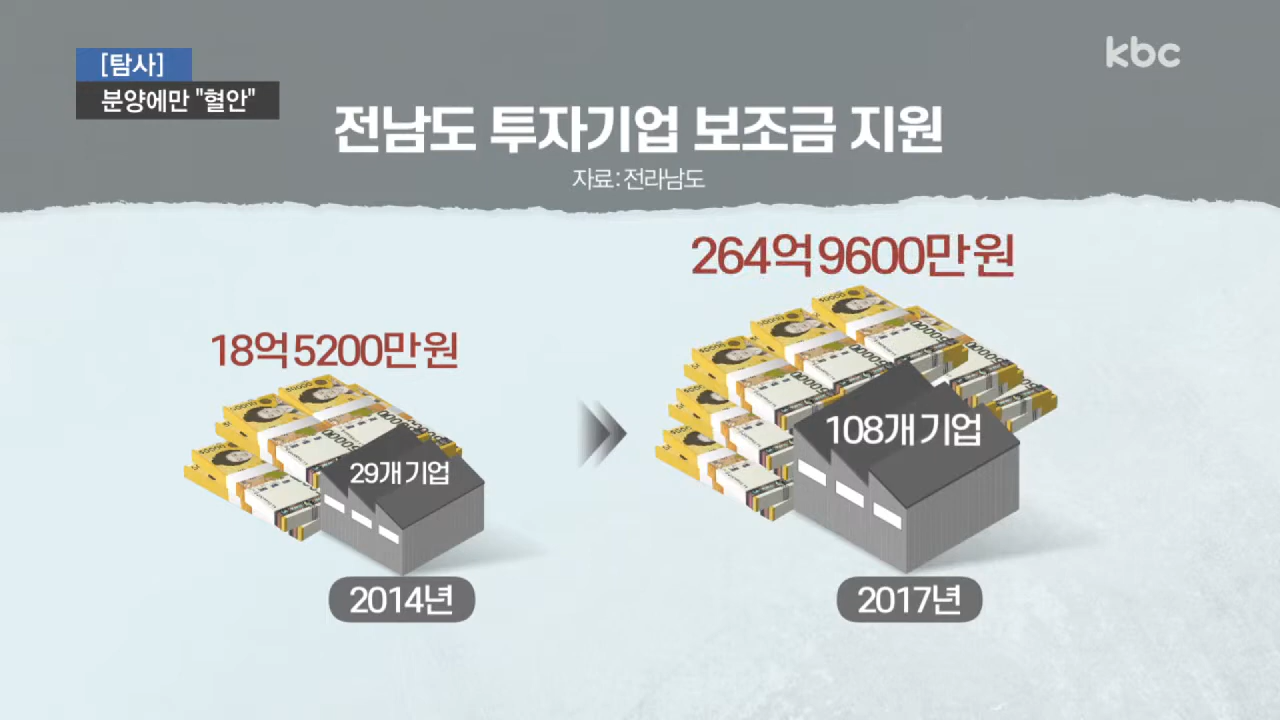 [탐사]
분양에만 "혈안"
kbc
전남도 투자기업 보조금 지원
자료 : 전라남도
18억 5200만 원
264억 9600만 원
29개 기업
108개 기업
2014년
2017년